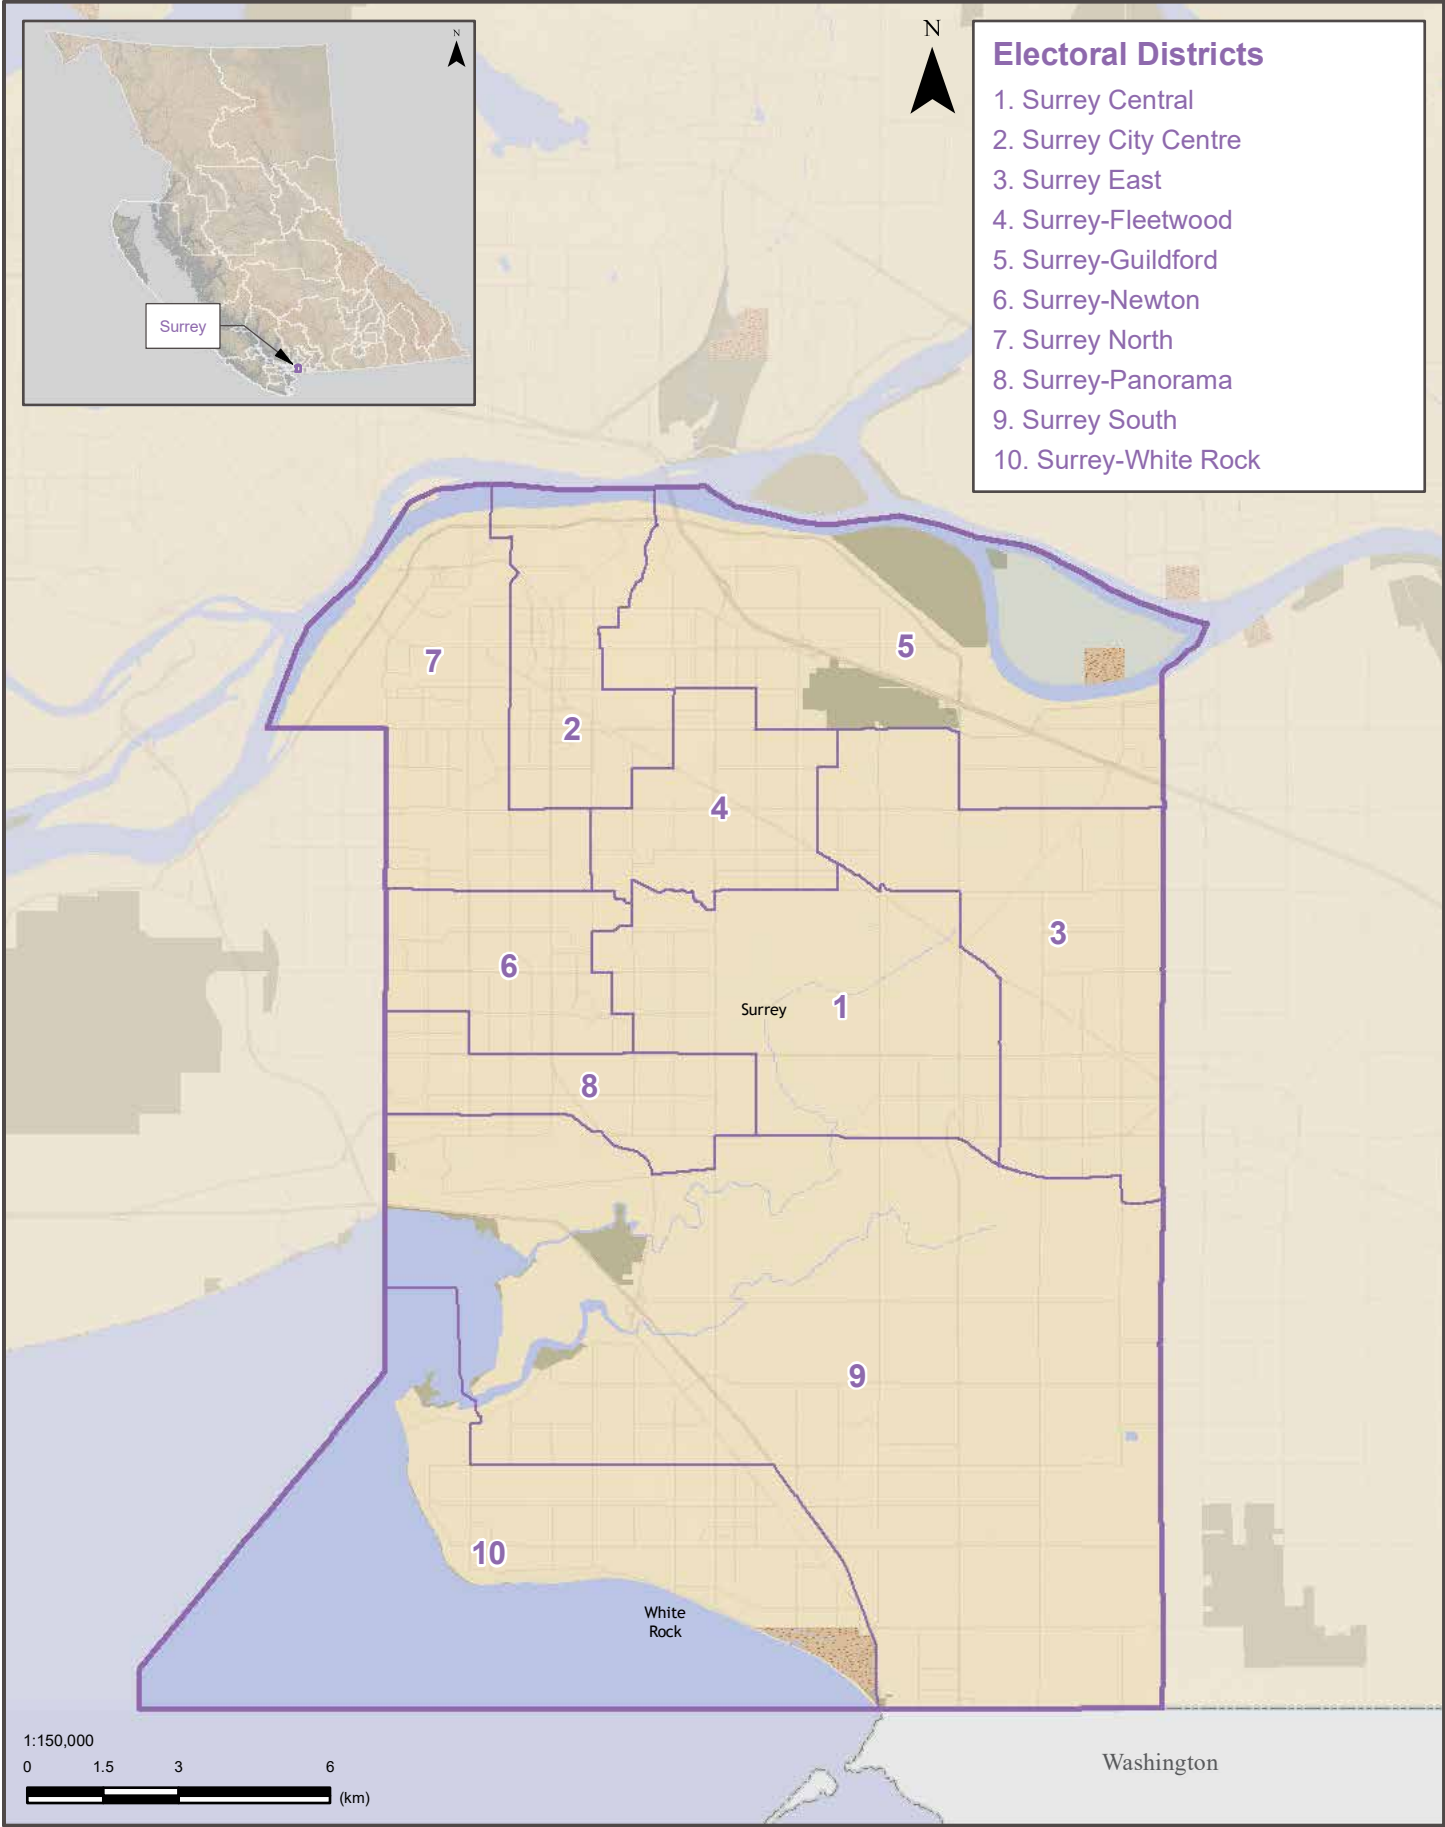 N
Surrey
N
Electoral Districts
1. Surrey Central
2. Surrey City Centre
3. Surrey East
4. Surrey-Fleetwood
5. Surrey-Guildford
6. Surrey-Newton
7. Surrey North
8. Surrey-Panorama
9. Surrey South
10. Surrey-White Rock
5
7
2
4
3
6
Surrey
1
8
9
10
White
Rock
1:150,000
0 1.5 3 6
(km)
Washington